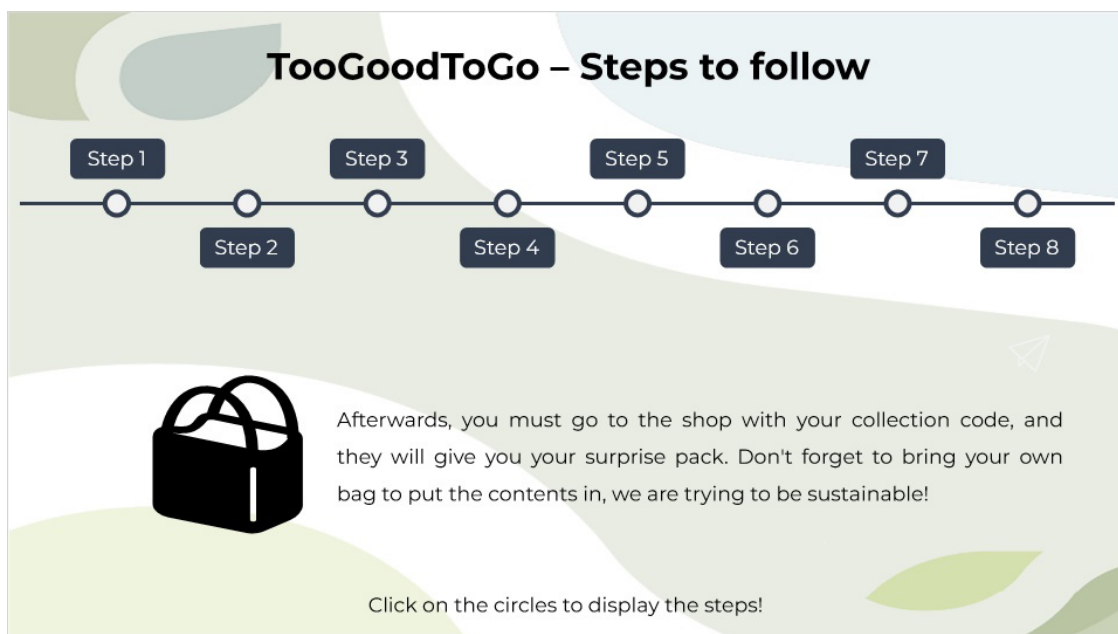 TooGoodToGo – Steps to follow
Step 1
Step 2
Step 3
Step 4
Step 5
Step 6
Step 7
Step 8
Afterwards, you must go to the shop with your collection code, and
they will give you your surprise pack. Don't forget to bring your own
bag to put the contents in, we are trying to be sustainable!
Click on the circles to display the steps!